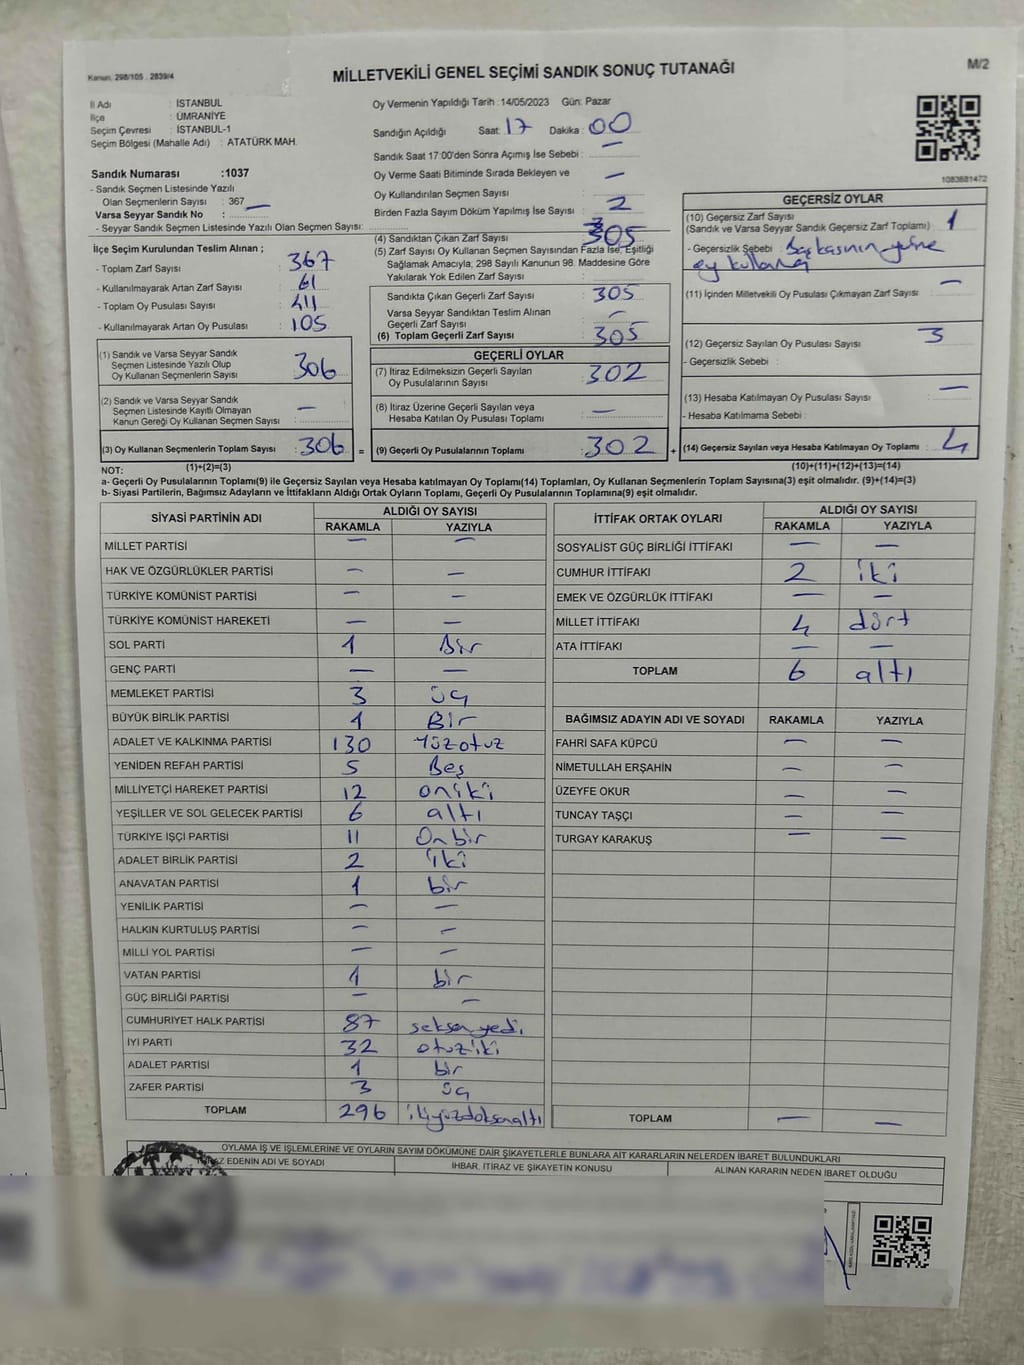 Kanun: 298/105 . 2839/4
MİLLETVEKİLİ GENEL SEÇİMİ SANDIK SONUÇ TUTANAĞI
M/2
İl Adı : İSTANBUL
İlçe : ÜMRANİYE
Seçim Çevresi : İSTANBUL-1
Seçim Bölgesi (Mahalle Adı) : ATATÜRK MAH.
Sandık Numarası :1037
- Sandık Seçmen Listesinde Yazılı
Olan Seçmenlerin Sayısı : 367
Varsa Seyyar Sandık No : —
- Seyyar Sandık Seçmen Listesinde Yazılı Olan Seçmen Sayısı:
Oy Vermenin Yapıldığı Tarih :14/05/2023 Gün: Pazar
Sandığın Açıldığı Saat: 17 Dakika : 00
Sandık Saat 17:00'den Sonra Açımış İse Sebebi : —
Oy Verme Saati Bitiminde Sırada Bekleyen ve
Oy Kullandırılan Seçmen Sayısı : —
Birden Fazla Sayım Döküm Yapılmış İse Sayısı : 2
1083681472
İlçe Seçim Kurulundan Teslim Alınan ;
- Toplam Zarf Sayısı : 367
- Kullanılmayarak Artan Zarf Sayısı : 61
- Toplam Oy Pusulası Sayısı : 411
- Kullanılmayarak Artan Oy Pusulası : 105
(4) Sandıktan Çıkan Zarf Sayısı : 305
(5) Zarf Sayısı Oy Kullanan Seçmen Sayısından Fazla İse, Eşitliği
Sağlamak Amacıyla, 298 Sayılı Kanunun 98. Maddesine Göre
Yakılarak Yok Edilen Zarf Sayısı :
Sandıkta Çıkan Geçerli Zarf Sayısı : 305
Varsa Seyyar Sandıktan Teslim Alınan
Geçerli Zarf Sayısı : —
(6) Toplam Geçerli Zarf Sayısı : 305
GEÇERSİZ OYLAR
(10) Geçersiz Zarf Sayısı
(Sandık ve Varsa Seyyar Sandık Geçersiz Zarf Toplamı) : 1
- Geçersizlik Sebebi : Başkasının yerine
oy kullanma
(11) İçinden Milletvekili Oy Pusulası Çıkmayan Zarf Sayısı : —
(12) Geçersiz Sayılan Oy Pusulası Sayısı : 3
- Geçersizlik Sebebi :
(13) Hesaba Katılmayan Oy Pusulası Sayısı : —
- Hesaba Katılmama Sebebi :
(14) Geçersiz Sayılan veya Hesaba Katılmayan Oy Toplamı : 4
(1) Sandık ve Varsa Seyyar Sandık
Seçmen Listesinde Yazılı Olup
Oy Kullanan Seçmenlerin Sayısı : 306
(2) Sandık ve Varsa Seyyar Sandık
Seçmen Listesinde Kayıtlı Olmayan
Kanun Gereği Oy Kullanan Seçmen Sayısı : —
(3) Oy Kullanan Seçmenlerin Toplam Sayısı : 306 =
GEÇERLİ OYLAR
(7) İtiraz Edilmeksizin Geçerli Sayılan
Oy Pusulalarının Sayısı : 302
(8) İtiraz Üzerine Geçerli Sayılan veya
Hesaba Katılan Oy Pusulası Toplamı : —
(9) Geçerli Oy Pusulalarının Toplamı : 302 +
NOT: (1)+(2)=(3) (10)+(11)+(12)+(13)=(14)
a- Geçerli Oy Pusulalarının Toplamı(9) ile Geçersiz Sayılan veya Hesaba katılmayan Oy Toplamı(14) Toplamları, Oy Kullanan Seçmenlerin Toplam Sayısına(3) eşit olmalıdır. (9)+(14)=(3)
b- Siyasi Partilerin, Bağımsız Adayların ve İttifakların Aldığı Ortak Oyların Toplamı, Geçerli Oy Pusulalarının Toplamına(9) eşit olmalıdır.
SİYASİ PARTİNİN ADI ALDIĞI OY SAYISI
RAKAMLA YAZIYLA
MİLLET PARTİSİ — —
HAK VE ÖZGÜRLÜKLER PARTİSİ — —
TÜRKİYE KOMÜNİST PARTİSİ — —
TÜRKİYE KOMÜNİST HAREKETİ — —
SOL PARTİ 1 Bir
GENÇ PARTİ — —
MEMLEKET PARTİSİ 3 üç
BÜYÜK BİRLİK PARTİSİ 1 Bir
ADALET VE KALKINMA PARTİSİ 130 Yüzotuz
YENİDEN REFAH PARTİSİ 5 Beş
MİLLİYETÇİ HAREKET PARTİSİ 12 oniki
YEŞİLLER VE SOL GELECEK PARTİSİ 6 altı
TÜRKİYE İŞÇİ PARTİSİ 11 Onbir
ADALET BİRLİK PARTİSİ 2 iki
ANAVATAN PARTİSİ 1 bir
YENİLİK PARTİSİ — —
HALKIN KURTULUŞ PARTİSİ — —
MİLLİ YOL PARTİSİ — —
VATAN PARTİSİ 1 bir
GÜÇ BİRLİĞİ PARTİSİ — —
CUMHURİYET HALK PARTİSİ 87 seksenyedi
İYİ PARTİ 32 otuziki
ADALET PARTİSİ 1 bir
ZAFER PARTİSİ 3 üç
TOPLAM 296 ikiyüzdoksanaltı
İTTİFAK ORTAK OYLARI ALDIĞI OY SAYISI
RAKAMLA YAZIYLA
SOSYALİST GÜÇ BİRLİĞİ İTTİFAKI — —
CUMHUR İTTİFAKI 2 iki
EMEK VE ÖZGÜRLÜK İTTİFAKI — —
MİLLET İTTİFAKI 4 dört
ATA İTTİFAKI — —
TOPLAM 6 altı
BAĞIMSIZ ADAYIN ADI VE SOYADI RAKAMLA YAZIYLA
FAHRİ SAFA KÜPCÜ — —
NİMETULLAH ERŞAHİN — —
ÜZEYFE OKUR — —
TUNCAY TAŞÇI — —
TURGAY KARAKUŞ — —
TOPLAM — —
OYLAMA İŞ VE İŞLEMLERİNE VE OYLARIN SAYIM DÖKÜMÜNE DAİR ŞİKAYETLERLE BUNLARA AİT KARARLARIN NELERDEN İBARET BULUNDUKLARI
EDENİN ADI VE SOYADI İHBAR, İTİRAZ VE ŞİKAYETİN KONUSU ALINAN KARARIN NEDEN İBARET OLDUĞU